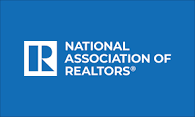 R
NATIONAL
ASSOCIATION OF
REALTORS®